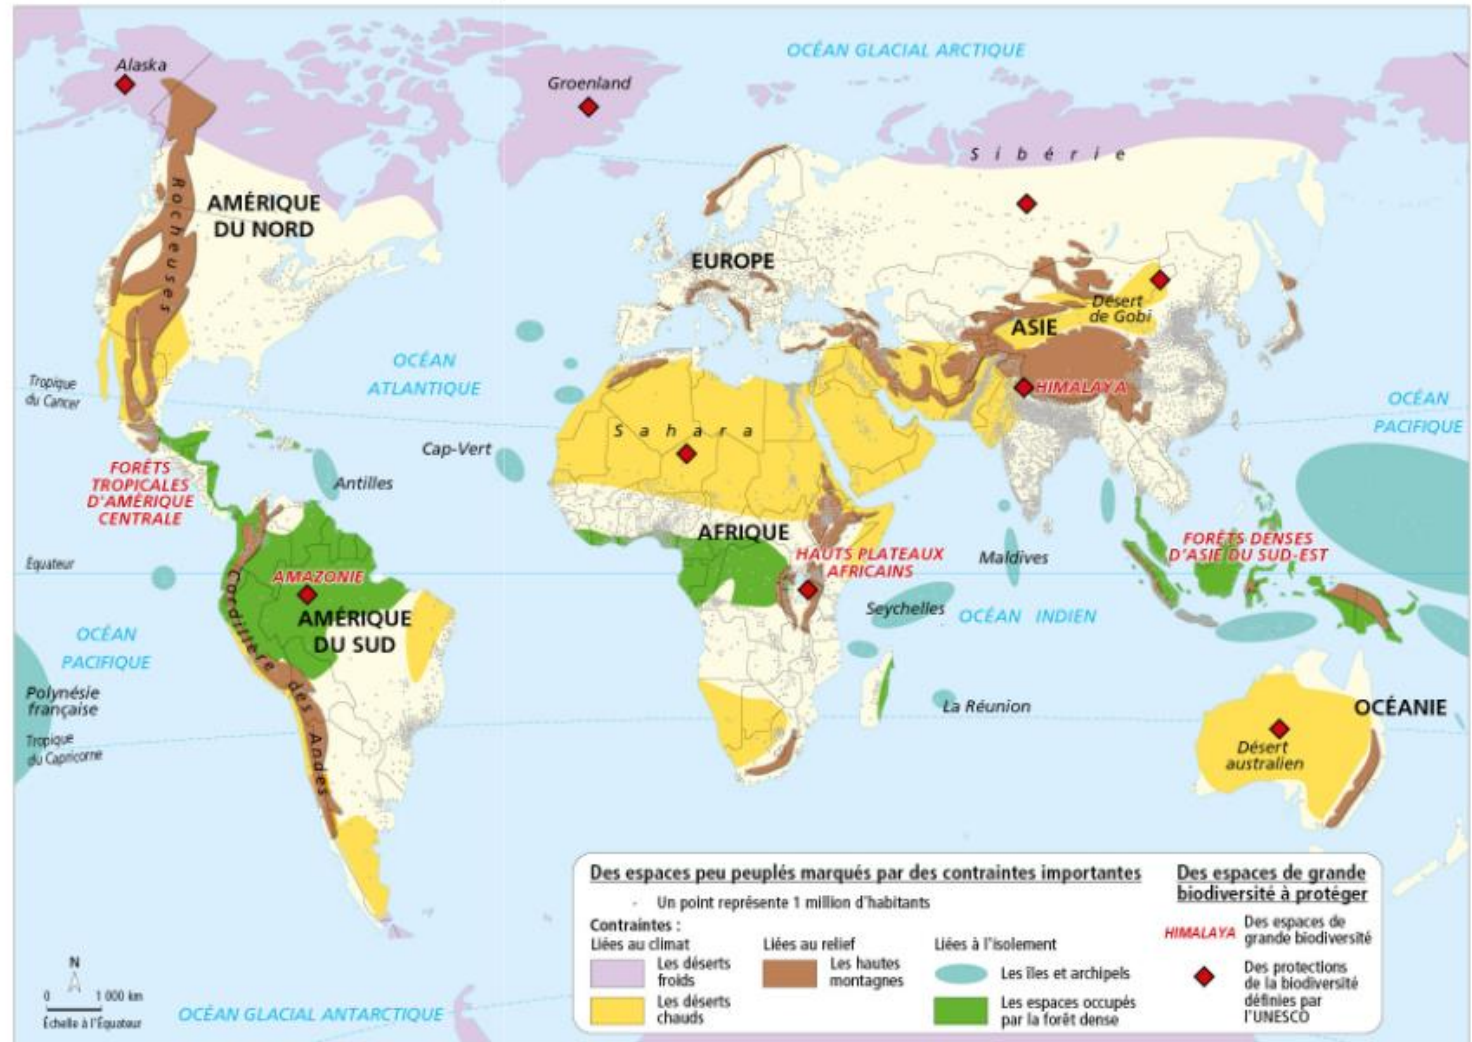 OCÉAN GLACIAL ARCTIQUE
Alaska
Groenland
Sibérie
Rocheuses
AMÉRIQUE
DU NORD
EUROPE
Désert
de Gobi
ASIE
OCÉAN
ATLANTIQUE
Tropique
du Cancer
HIMALAYA
OCÉAN
PACIFIQUE
Sahara
Cap-Vert
FORÊTS
TROPICALES
D'AMÉRIQUE
CENTRALE
Antilles
AFRIQUE
HAUTS PLATEAUX
AFRICAINS
Maldives
FORÊTS DENSES
D'ASIE DU SUD-EST
Équateur
AMAZONIE
Seychelles
OCÉAN INDIEN
AMÉRIQUE
DU SUD
Cordillère des Andes
OCÉAN
PACIFIQUE
Polynésie
française
La Réunion
OCÉANIE
Tropique
du Capricorne
Désert
australien
Des espaces peu peuplés marqués par des contraintes importantes
Un point représente 1 million d'habitants
Contraintes :
Liées au climat
Les déserts
froids
Les déserts
chauds
Liées au relief
Les hautes
montagnes
Liées à l'isolement
Les îles et archipels
Les espaces occupés
par la forêt dense
Des espaces de grande
biodiversité à protéger
HIMALAYA
Des espaces de
grande biodiversité
Des protections
de la biodiversité
définies par
l'UNESCO
N
0 1 000 km
Échelle à l'Équateur
OCÉAN GLACIAL ANTARCTIQUE